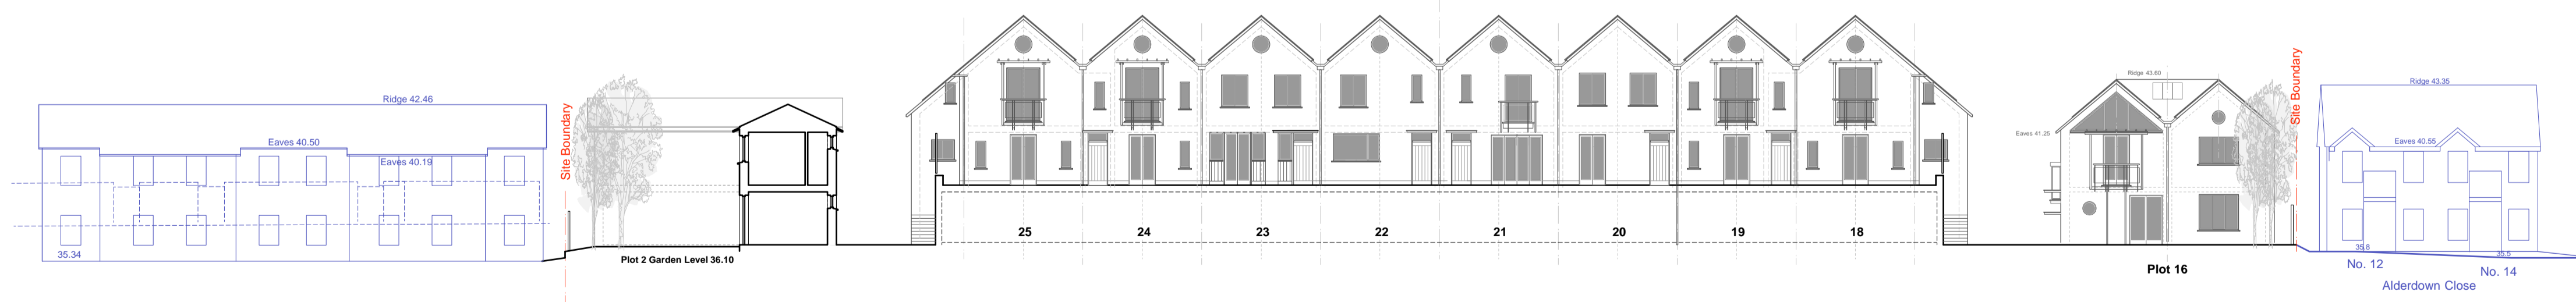 Ridge 42.46
Eaves 40.50
Eaves 40.19
35.34
Site Boundary
Plot 2 Garden Level 36.10
25
24
23
22
21
20
19
18
Ridge 43.60
Eaves 41.25
Plot 16
Site Boundary
Ridge 43.35
Eaves 40.55
35.8
35.5
No. 12
No. 14
Alderdown Close